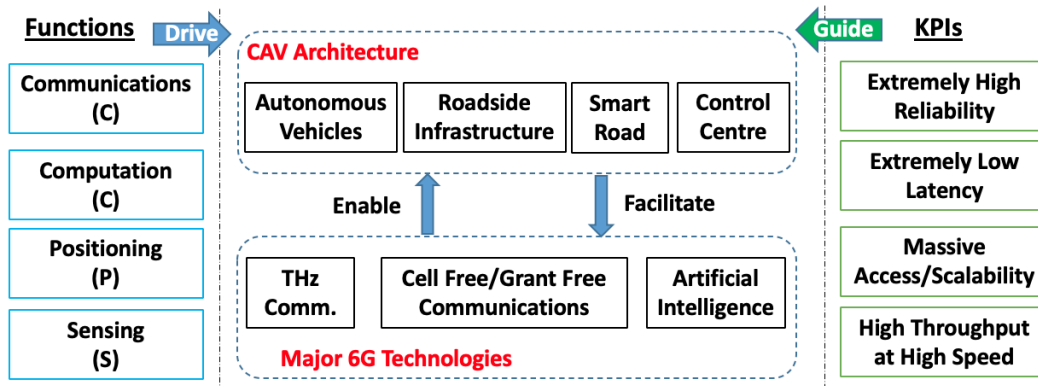 Functions
Drive
Guide
KPIs
CAV Architecture
Communications
(C)
Computation
(C)
Positioning
(P)
Sensing
(S)
Autonomous
Vehicles
Roadside
Infrastructure
Smart
Road
Control
Centre
Enable
Facilitate
THz
Comm.
Cell Free/Grant Free
Communications
Artificial
Intelligence
Major 6G Technologies
Extremely High
Reliability
Extremely Low
Latency
Massive
Access/Scalability
High Throughput
at High Speed